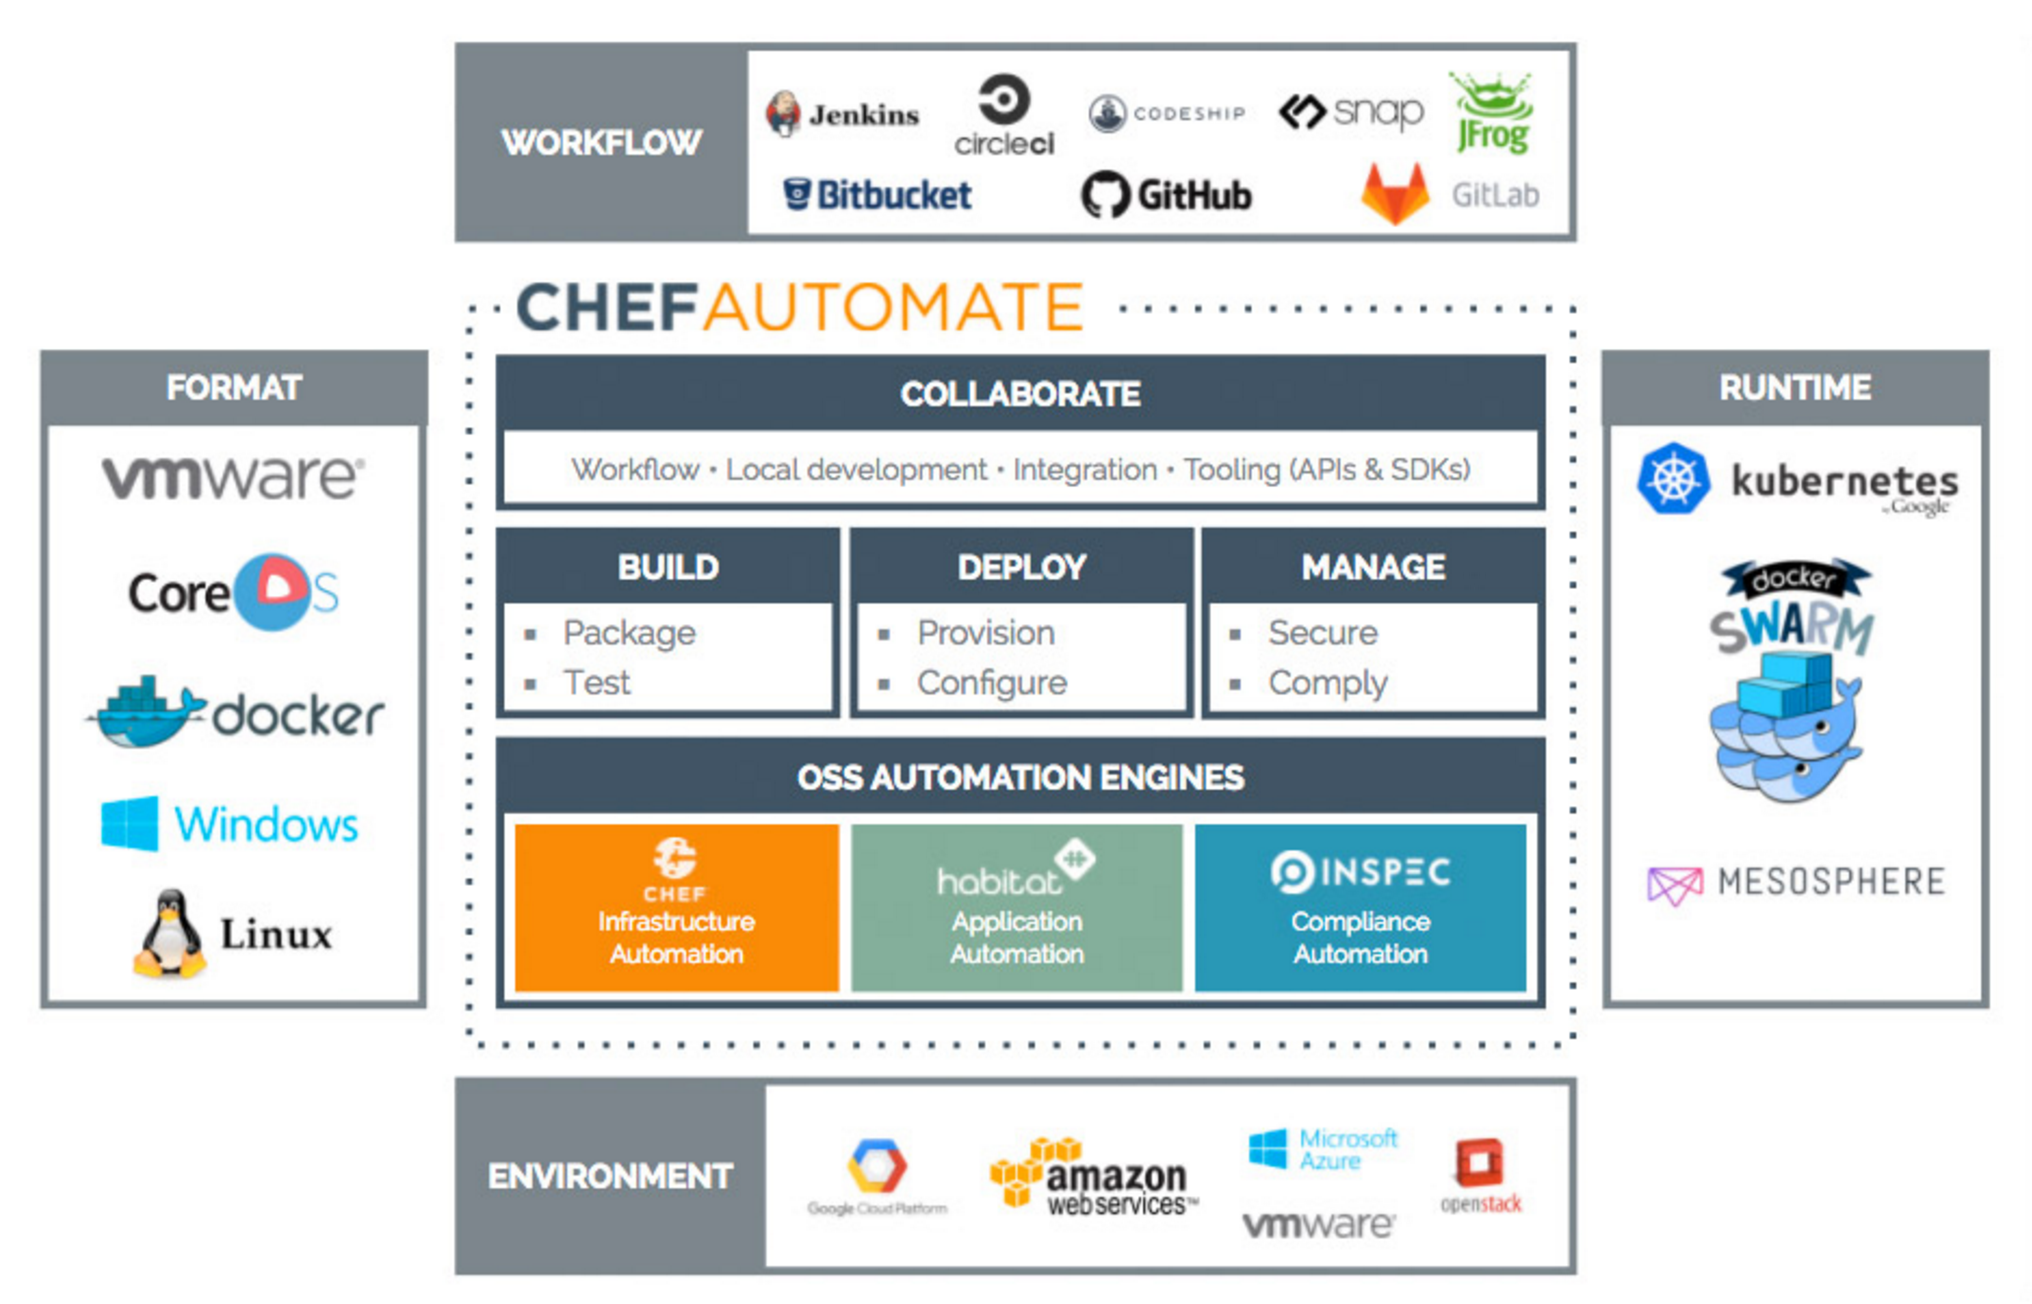 WORKFLOW
Jenkins
circleci
CODESHIP
snap
JFrog
Bitbucket
GitHub
GitLab
CHEFAUTOMATE
FORMAT
vmware®
CoreOS
docker
Windows
Linux
COLLABORATE
Workflow • Local development • Integration • Tooling (APIs & SDKs)
BUILD
▪ Package
▪ Test
DEPLOY
▪ Provision
▪ Configure
MANAGE
▪ Secure
▪ Comply
OSS AUTOMATION ENGINES
CHEF
Infrastructure
Automation
habitat
Application
Automation
INSPEC
Compliance
Automation
RUNTIME
kubernetes
by Google
docker
SWARM
MESOSPHERE
ENVIRONMENT
Google Cloud Platform
amazon
web services™
Microsoft
Azure
vmware®
openstack